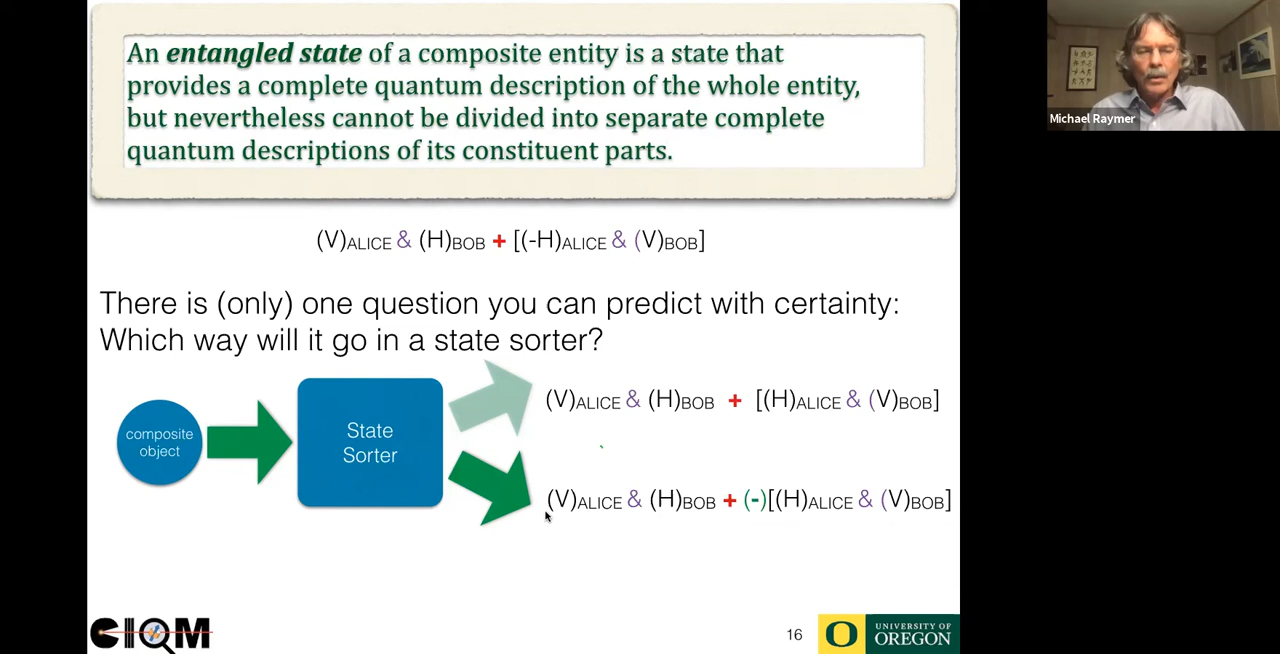 An entangled state of a composite entity is a state that
provides a complete quantum description of the whole entity,
but nevertheless cannot be divided into separate complete
quantum descriptions of its constituent parts.
Michael Raymer
(V)ALICE & (H)BOB + [(-H)ALICE & (V)BOB]
There is (only) one question you can predict with certainty:
Which way will it go in a state sorter?
composite
object
State
Sorter
(V)ALICE & (H)BOB + [(H)ALICE & (V)BOB]
(V)ALICE & (H)BOB + (-)[(H)ALICE & (V)BOB]
CIQM
16
O
UNIVERSITY OF
OREGON